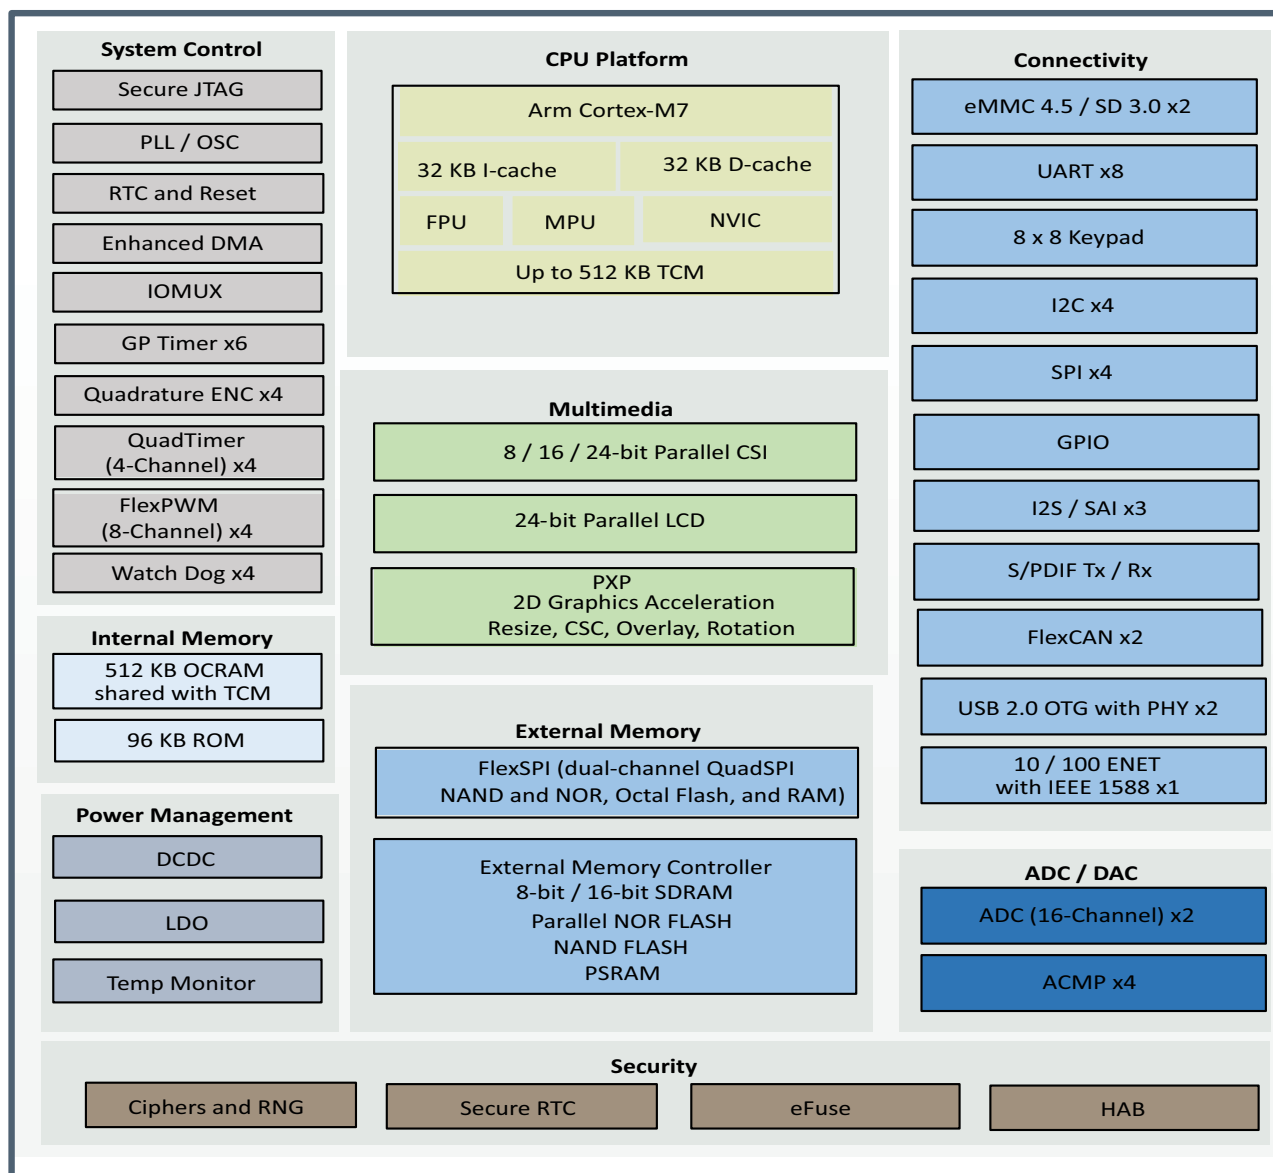 System Control
Secure JTAG
PLL / OSC
RTC and Reset
Enhanced DMA
IOMUX
GP Timer x6
Quadrature ENC x4
QuadTimer
(4-Channel) x4
FlexPWM
(8-Channel) x4
Watch Dog x4
Internal Memory
512 KB OCRAM
shared with TCM
96 KB ROM
Power Management
DCDC
LDO
Temp Monitor
CPU Platform
Arm Cortex-M7
32 KB I-cache
32 KB D-cache
FPU
MPU
NVIC
Up to 512 KB TCM
Multimedia
8 / 16 / 24-bit Parallel CSI
24-bit Parallel LCD
PXP
2D Graphics Acceleration
Resize, CSC, Overlay, Rotation
External Memory
FlexSPI (dual-channel QuadSPI
NAND and NOR, Octal Flash, and RAM)
External Memory Controller
8-bit / 16-bit SDRAM
Parallel NOR FLASH
NAND FLASH
PSRAM
Connectivity
eMMC 4.5 / SD 3.0 x2
UART x8
8 x 8 Keypad
I2C x4
SPI x4
GPIO
I2S / SAI x3
S/PDIF Tx / Rx
FlexCAN x2
USB 2.0 OTG with PHY x2
10 / 100 ENET
with IEEE 1588 x1
ADC / DAC
ADC (16-Channel) x2
ACMP x4
Security
Ciphers and RNG
Secure RTC
eFuse
HAB